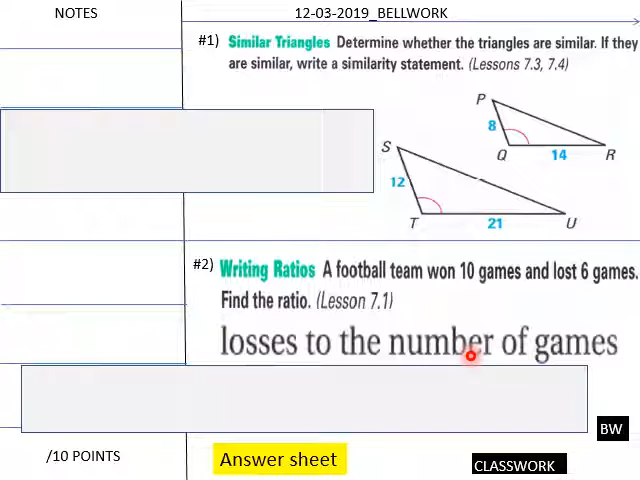 NOTES
12-03-2019_BELLWORK
#1) Similar Triangles Determine whether the triangles are similar. If they
are similar, write a similarity statement. (Lessons 7.3, 7.4)
P
8
Q
14
R
S
12
T
21
U
#2) Writing Ratios A football team won 10 games and lost 6 games.
Find the ratio. (Lesson 7.1)
losses to the number of games
BW
/10 POINTS
Answer sheet
CLASSWORK